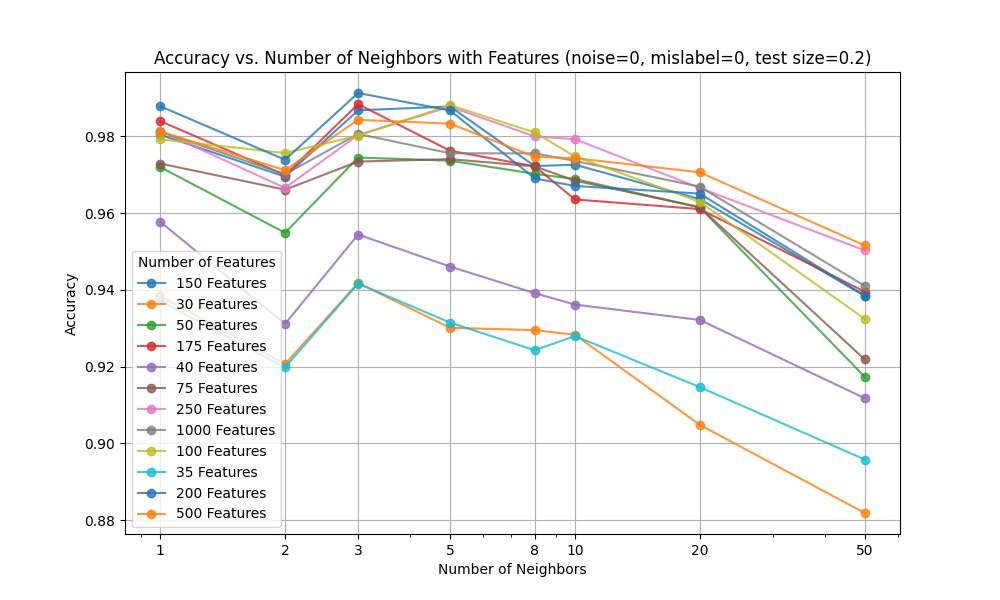 Accuracy vs. Number of Neighbors with Features (noise=0, mislabel=0, test size=0.2)
Accuracy
0.98
0.96
0.94
0.92
0.90
0.88
Number of Features
150 Features
30 Features
50 Features
175 Features
40 Features
75 Features
250 Features
1000 Features
100 Features
35 Features
200 Features
500 Features
1 2 3 5 8 10 20 50
Number of Neighbors